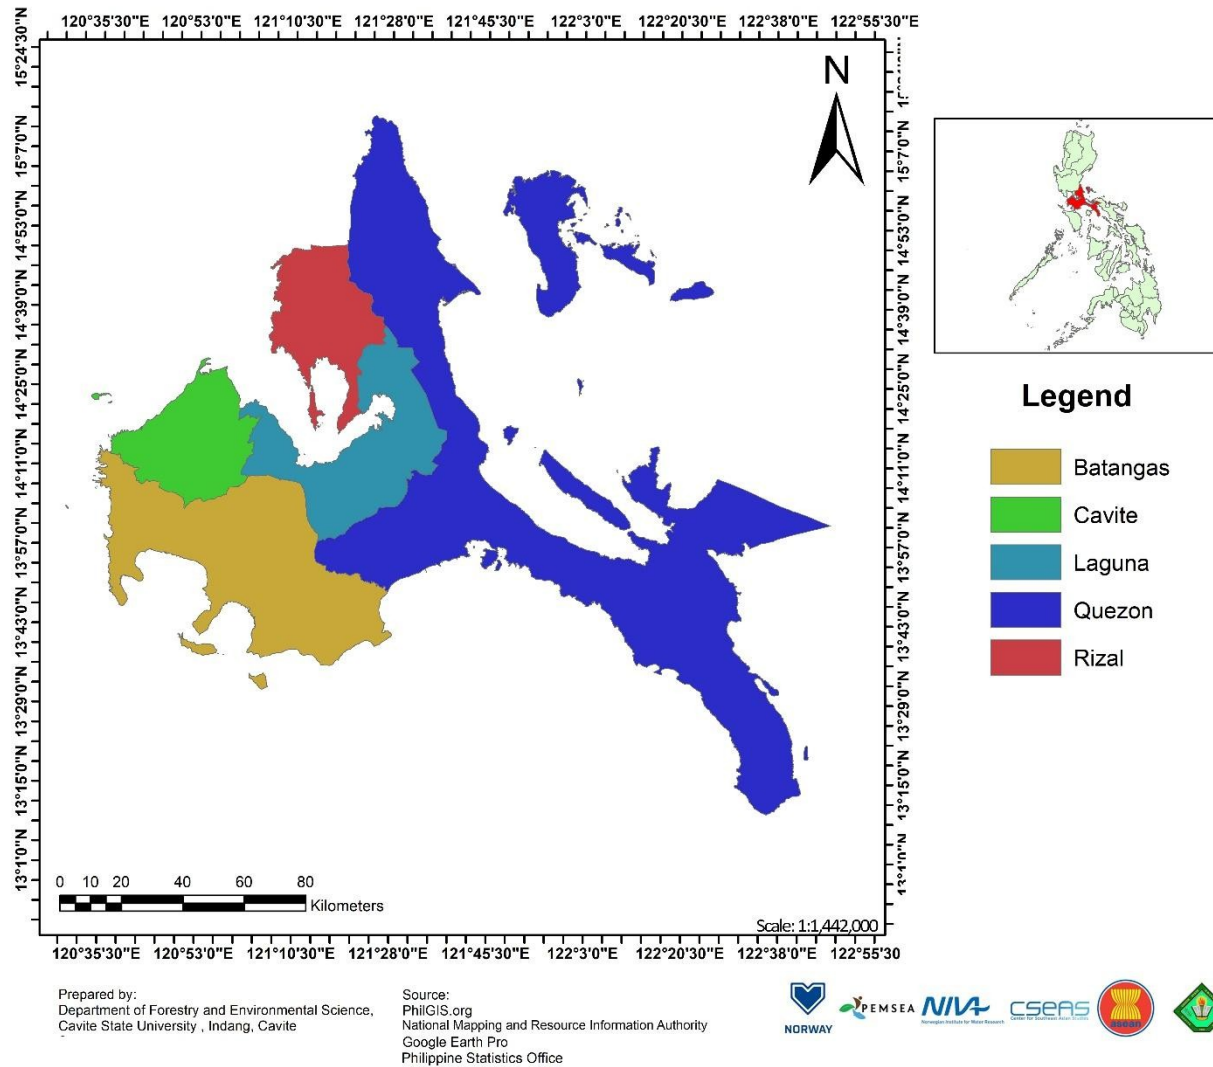 120°35'30"E 120°53'0"E 121°10'30"E 121°28'0"E 121°45'30"E 122°3'0"E 122°20'30"E 122°38'0"E 122°55'30"E
15°24'30"N
15°7'0"N
14°53'0"N
14°39'0"N
14°25'0"N
14°11'0"N
13°57'0"N
13°43'0"N
13°29'0"N
13°15'0"N
13°1'0"N
N
15°7'0"N
14°53'0"N
14°39'0"N
14°25'0"N
14°11'0"N
13°57'0"N
13°43'0"N
13°29'0"N
13°15'0"N
13°1'0"N
Legend
Batangas
Cavite
Laguna
Quezon
Rizal
0 10 20 40 60 80
Kilometers
Scale: 1:1,442,000
120°35'30"E 120°53'0"E 121°10'30"E 121°28'0"E 121°45'30"E 122°3'0"E 122°20'30"E 122°38'0"E 122°55'30"E
Prepared by:
Department of Forestry and Environmental Science,
Cavite State University , Indang, Cavite
Source:
PhilGIS.org
National Mapping and Resource Information Authority
Google Earth Pro
Philippine Statistics Office
NORWAY
PEMSEA
NIVA
Norwegian Institute for Water Research
CSEAS
Center for Southeast Asian Studies
asean